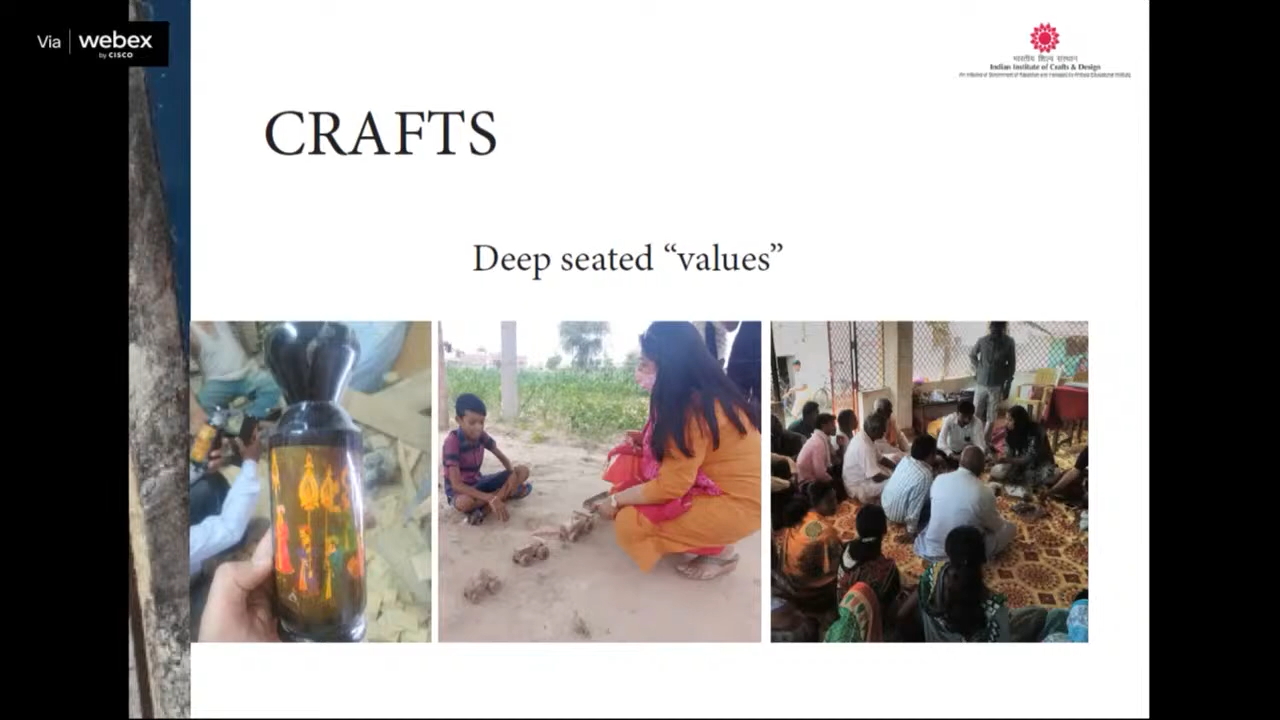 Via webex
by CISCO
भारतीय शिल्प संस्थान
Indian Institute of Crafts & Design
CRAFTS
Deep seated “values”